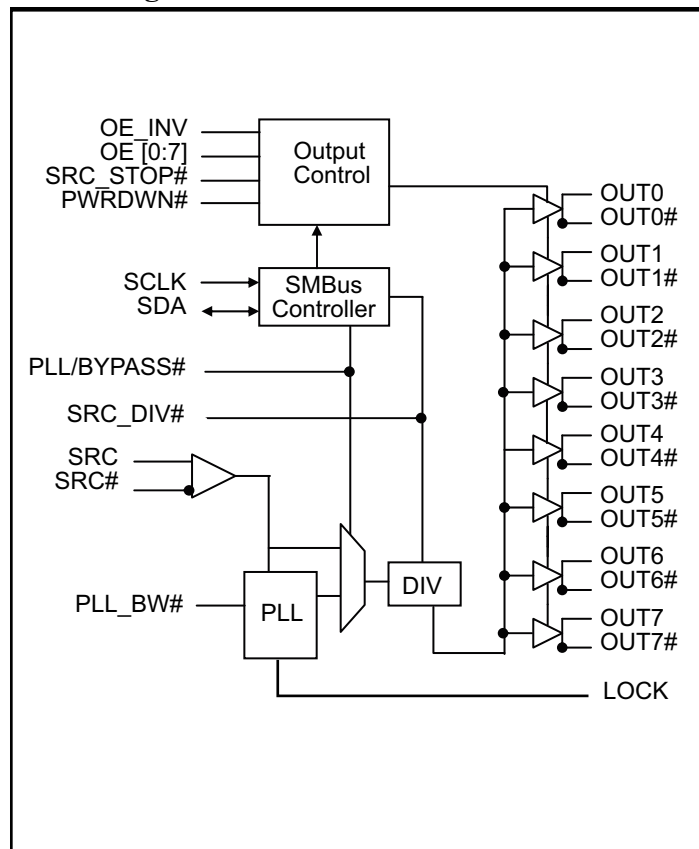 OE_INV
OE [0:7]
SRC_STOP#
PWRDWN#
Output
Control
SCLK
SDA
SMBus
Controller
PLL/BYPASS#
SRC_DIV#
SRC
SRC#
PLL_BW#
PLL
DIV
OUT0
OUT0#
OUT1
OUT1#
OUT2
OUT2#
OUT3
OUT3#
OUT4
OUT4#
OUT5
OUT5#
OUT6
OUT6#
OUT7
OUT7#
LOCK